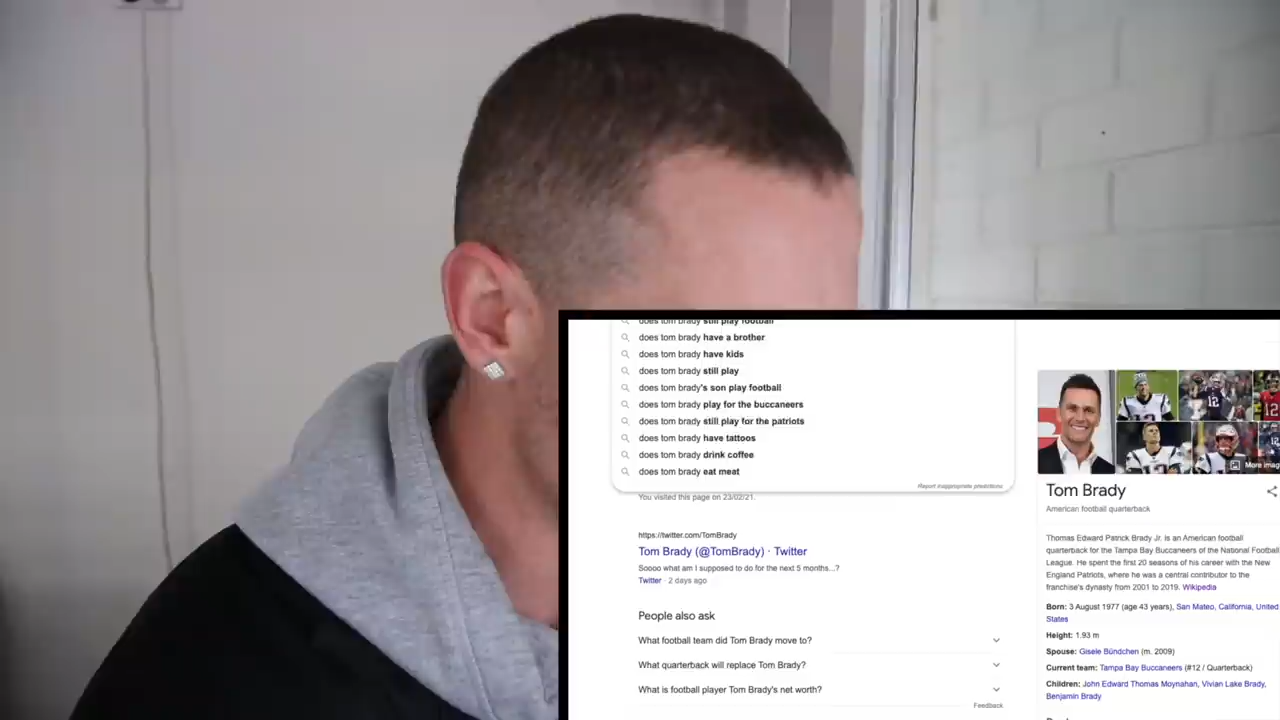 does tom brady still play football
does tom brady have a brother
does tom brady have kids
does tom brady still play
does tom brady's son play football
does tom brady play for the buccaneers
does tom brady still play for the patriots
does tom brady have tattoos
does tom brady drink coffee
does tom brady eat meat
Report inappropriate predictions
You visited this page on 23/02/21.
https://twitter.com/TomBrady
Tom Brady (@TomBrady) · Twitter
Soooo what am I supposed to do for the next 5 months...?
Twitter · 2 days ago
People also ask
What football team did Tom Brady move to?
What quarterback will replace Tom Brady?
What is football player Tom Brady's net worth?
Feedback
12
12
More imag
Tom Brady
American football quarterback
Thomas Edward Patrick Brady Jr. is an American football
quarterback for the Tampa Bay Buccaneers of the National Football
League. He spent the first 20 seasons of his career with the New
England Patriots, where he was a central contributor to the
franchise's dynasty from 2001 to 2019. Wikipedia
Born: 3 August 1977 (age 43 years), San Mateo, California, United
States
Height: 1.93 m
Spouse: Gisele Bündchen (m. 2009)
Current team: Tampa Bay Buccaneers (#12 / Quarterback)
Children: John Edward Thomas Moynahan, Vivian Lake Brady,
Benjamin Brady